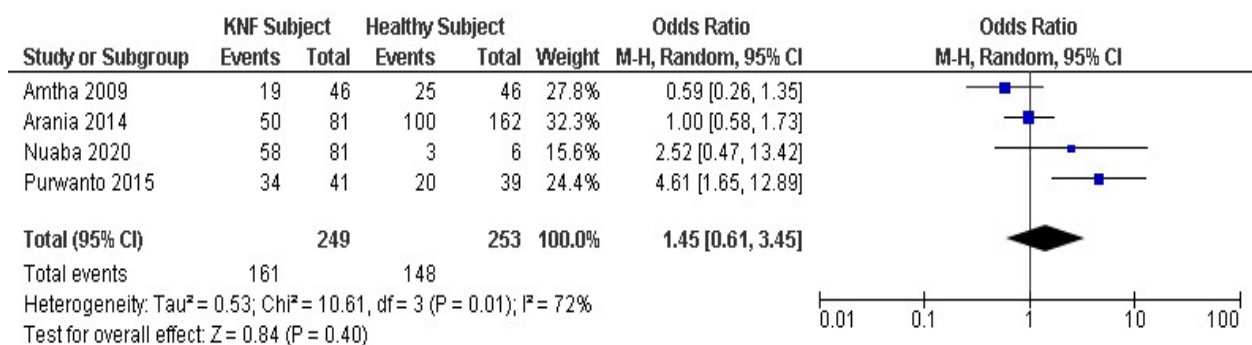 KNF Subject Healthy Subject Odds Ratio Odds Ratio
Study or Subgroup Events Total Events Total Weight M-H, Random, 95% CI M-H, Random, 95% CI
Amtha 2009 19 46 25 46 27.8% 0.59 [0.26, 1.35]
Arania 2014 50 81 100 162 32.3% 1.00 [0.58, 1.73]
Nuaba 2020 58 81 3 6 15.6% 2.52 [0.47, 13.42]
Purwanto 2015 34 41 20 39 24.4% 4.61 [1.65, 12.89]
Total (95% CI) 249 253 100.0% 1.45 [0.61, 3.45]
Total events 161 148
Heterogeneity: Tau² = 0.53; Chi² = 10.61, df = 3 (P = 0.01); I² = 72%
Test for overall effect: Z = 0.84 (P = 0.40)
0.01 0.1 1 10 100